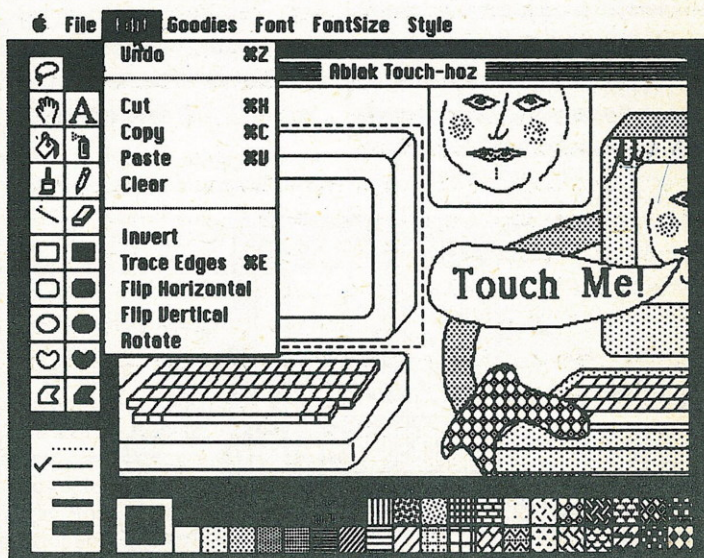 File Edit Goodies Font FontSize Style
Undo ⌘Z
Ablak Touch-hoz
Cut ⌘H
Copy ⌘C
Paste ⌘V
Clear
Invert
Trace Edges ⌘E
Flip Horizontal
Flip Vertical
Rotate
A
Touch Me!